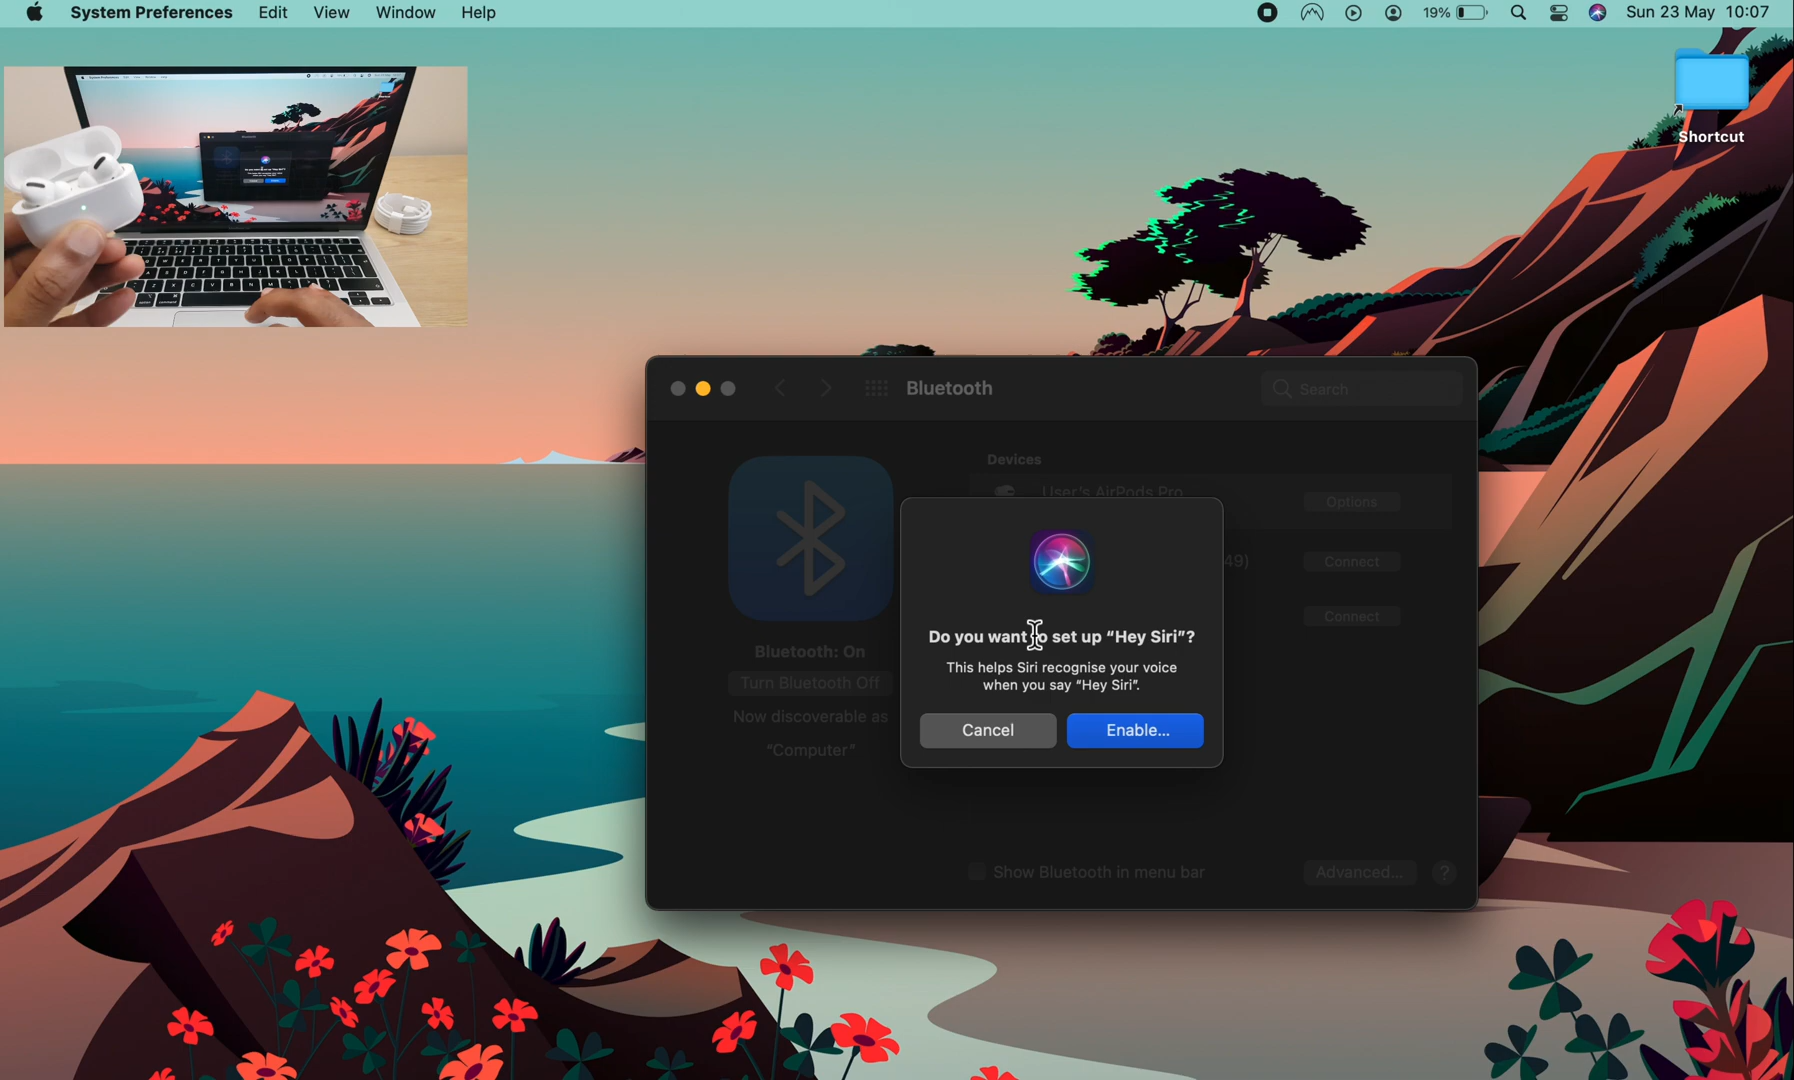 System Preferences Edit View Window Help
19% Sun 23 May 10:07
Shortcut
Bluetooth
Search
Devices
User's AirPods Pro
Options
49)
Connect
Connect
Do you want to set up “Hey Siri”?
This helps Siri recognise your voice
when you say “Hey Siri”.
Cancel Enable...
Bluetooth: On
Turn Bluetooth Off
Now discoverable as
“Computer”
Show Bluetooth in menu bar
Advanced... ?